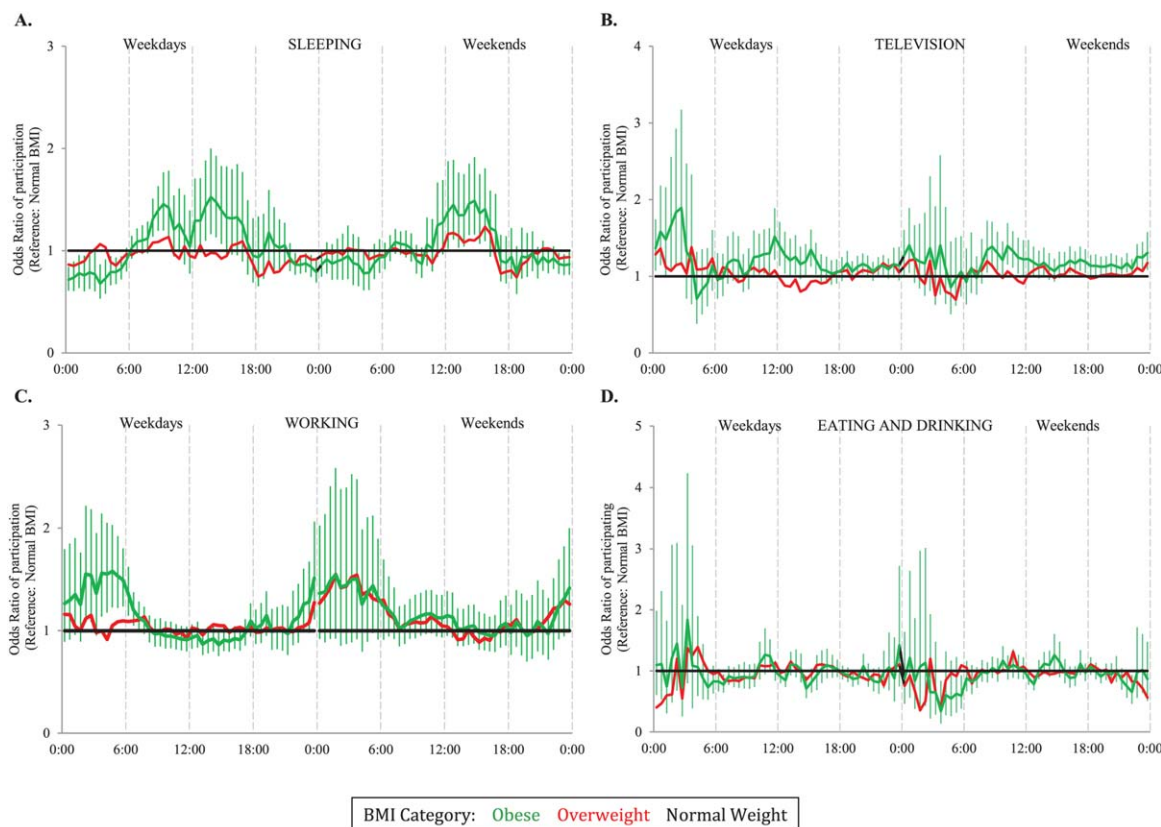 A.
Weekdays SLEEPING Weekends
Odds Ratio of participation
(Reference: Normal BMI)
3
2
1
0
0:00 6:00 12:00 18:00 0:00 6:00 12:00 18:00 0:00
B.
Weekdays TELEVISION Weekends
Odds Ratio of participation
(Reference: Normal BMI)
4
3
2
1
0
0:00 6:00 12:00 18:00 0:00 6:00 12:00 18:00 0:00
C.
Weekdays WORKING Weekends
Odds Ratio of participation
(Reference: Normal BMI)
3
2
1
0
0:00 6:00 12:00 18:00 0:00 6:00 12:00 18:00 0:00
D.
Weekdays EATING AND DRINKING Weekends
Odds Ratio of participating
(Reference: Normal BMI)
5
4
3
2
1
0
0:00 6:00 12:00 18:00 0:00 6:00 12:00 18:00 0:00
BMI Category: Obese Overweight Normal Weight